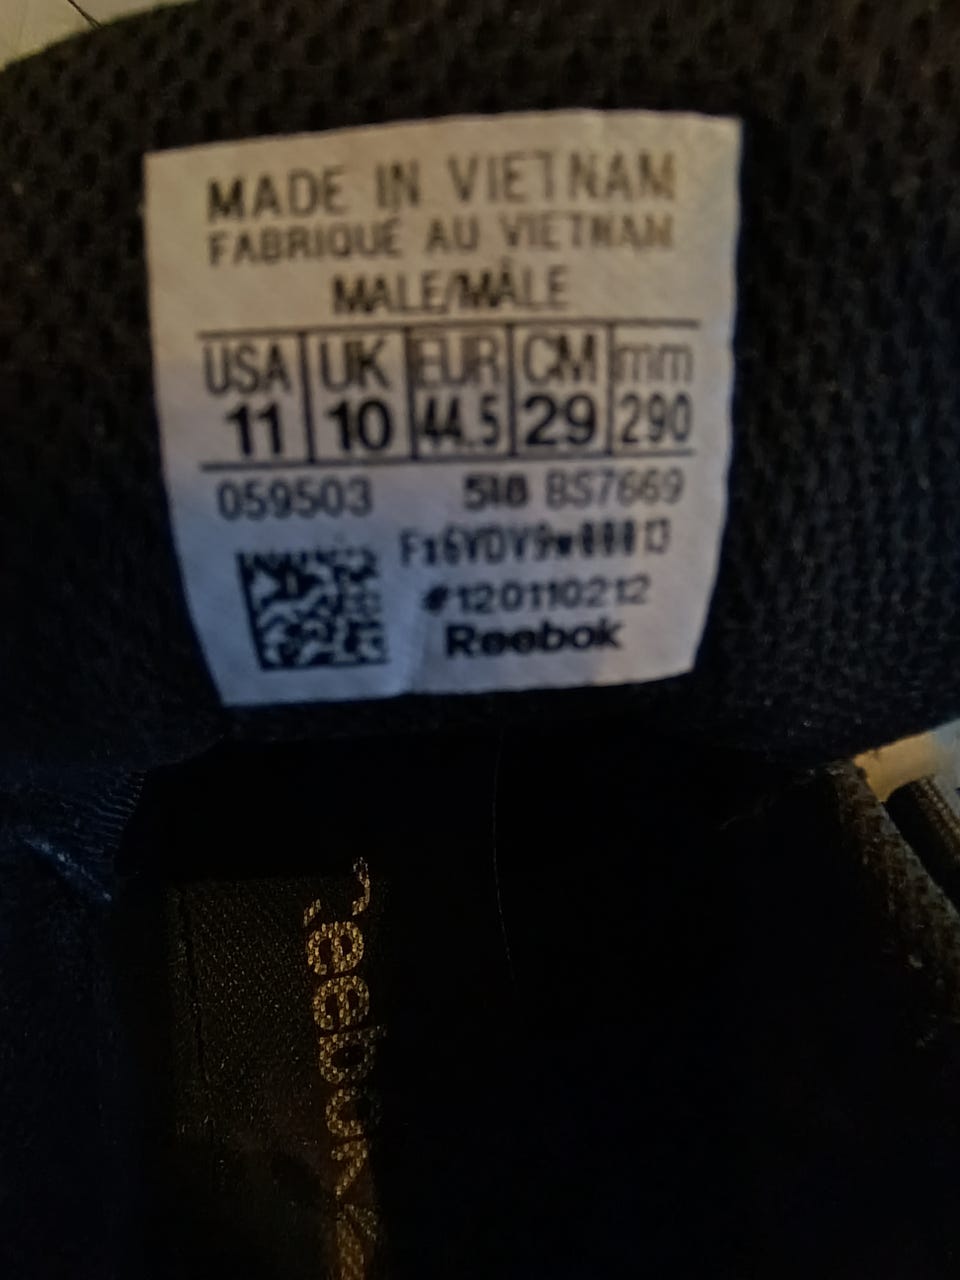 MADE IN VIETNAM
FABRIQUÉ AU VIETNAM
MALE/MÂLE
USA UK EUR CM mm
11 10 44.5 29 290
059503 518 BS7669
#120110212
Reebok
Reebok